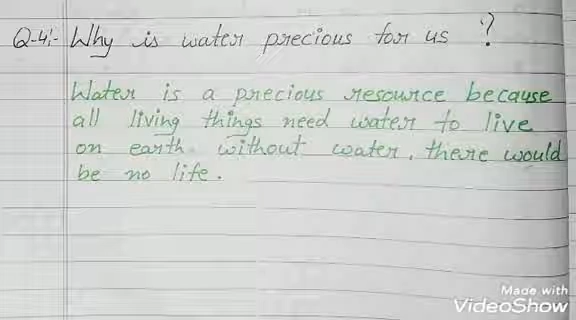 Q-4:- Why is water precious for us ?
Water is a precious resource because
all living things need water to live
on earth. without water, there would
be no life.
Made with
VideoShow